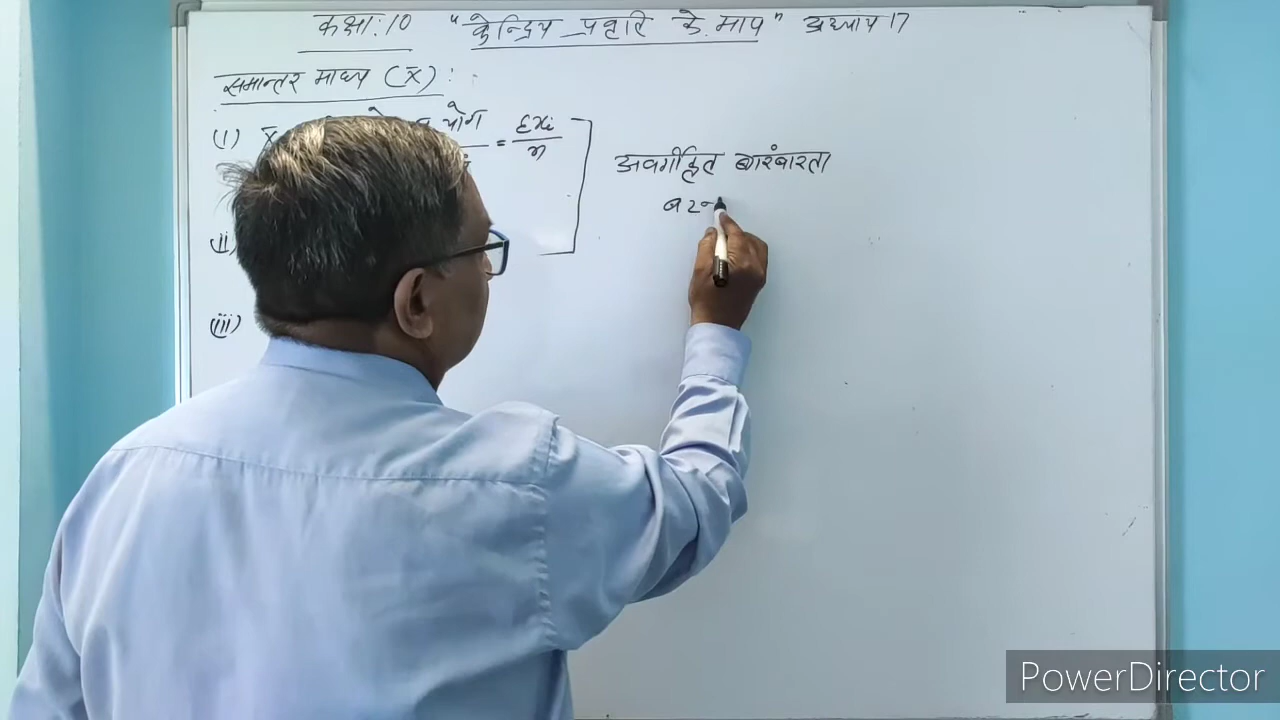 कक्षा:10 "केन्द्रिय प्रवृति के माप" अध्याय 17
समान्तर माध्य (x̄) :
(i) x̄ योग = Σxi/n
अवर्गीकृत बारंबारता
(ii)
(iii)
PowerDirector